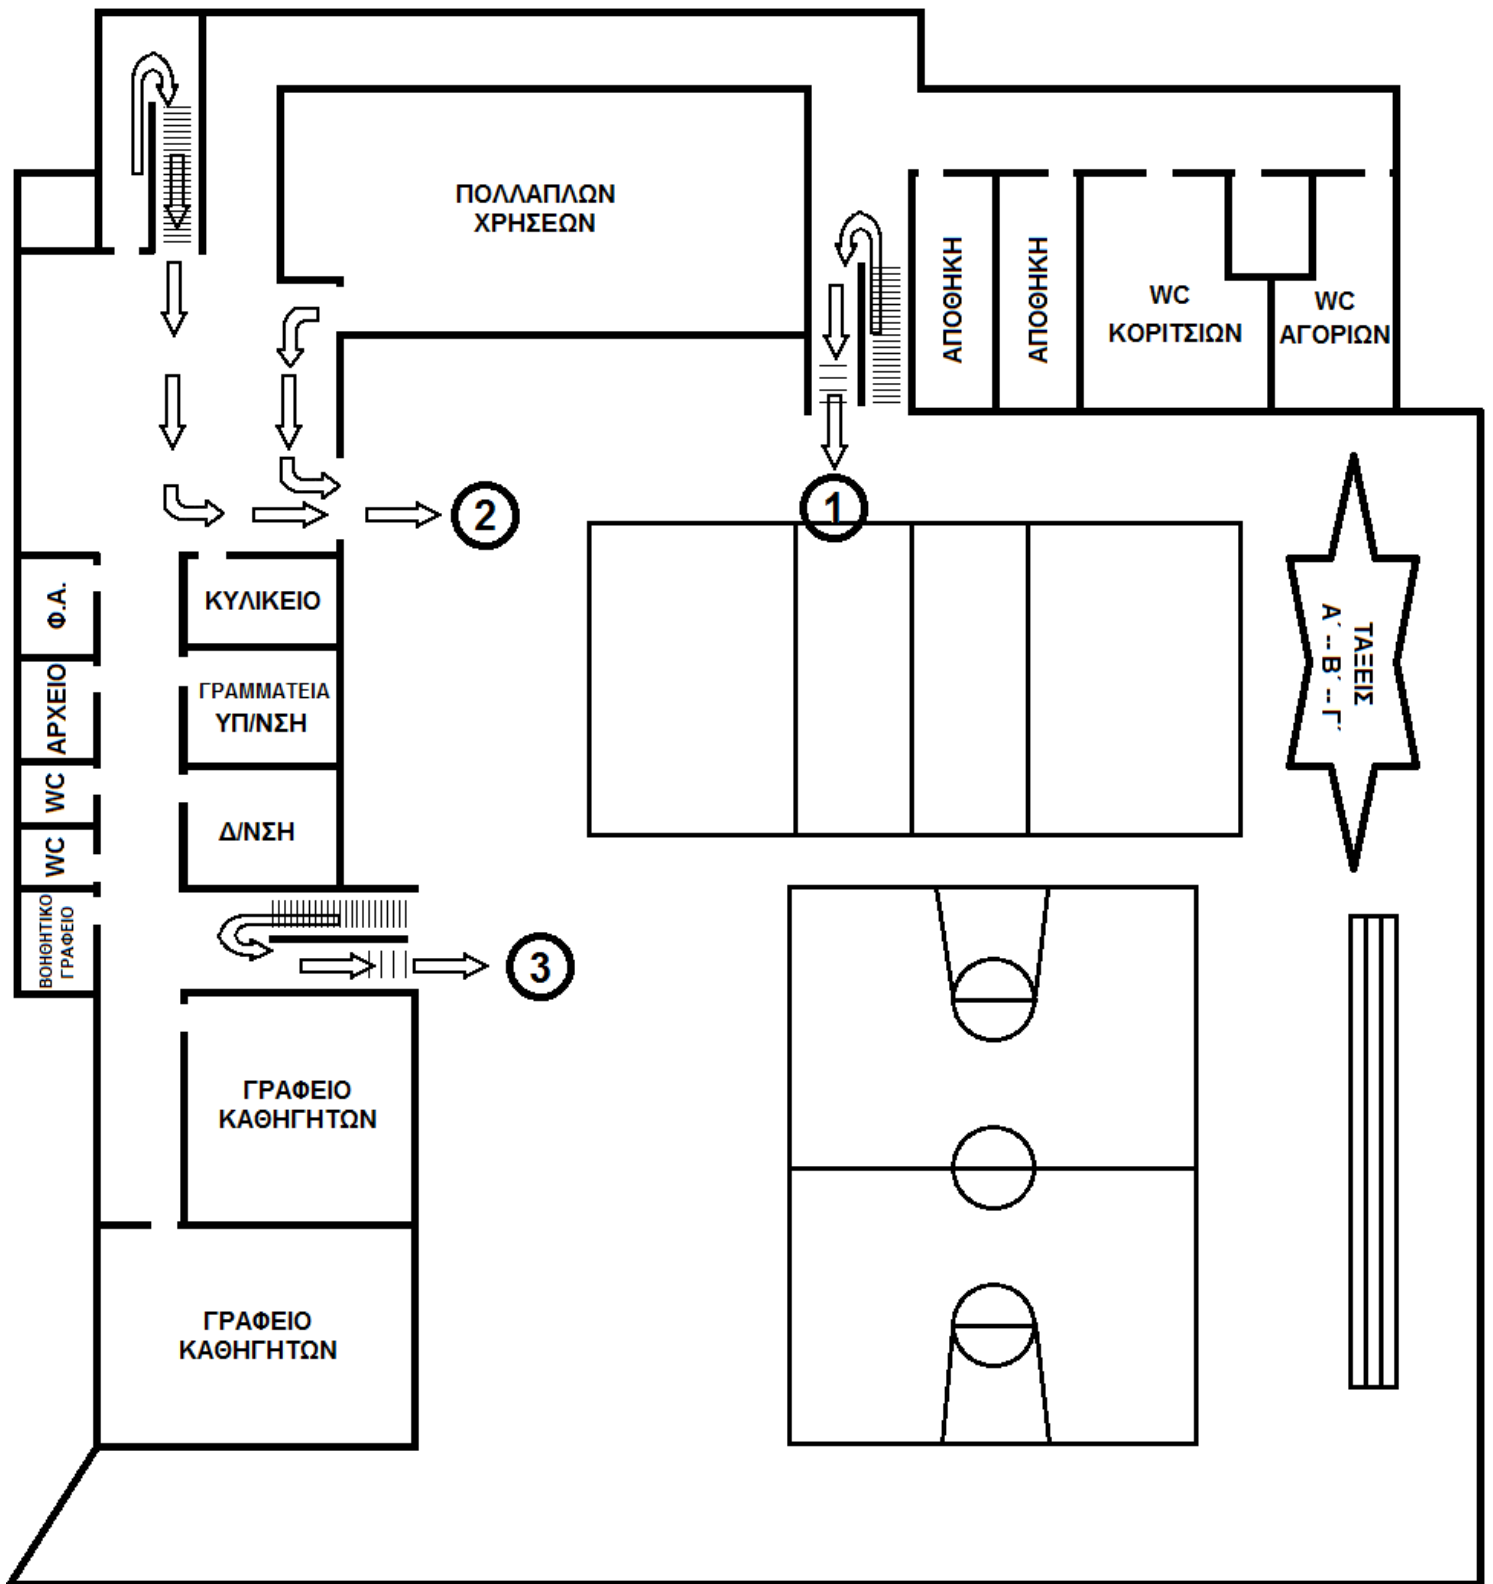 ΠΟΛΛΑΠΛΩΝ
ΧΡΗΣΕΩΝ
ΑΠΟΘΗΚΗ
ΑΠΟΘΗΚΗ
WC
ΚΟΡΙΤΣΙΩΝ
WC
ΑΓΟΡΙΩΝ
1
2
Φ.Α.
ΚΥΛΙΚΕΙΟ
ΤΑΞΕΙΣ
Α΄ -- Β΄ -- Γ΄
ΑΡΧΕΙΟ
ΓΡΑΜΜΑΤΕΙΑ
ΥΠ/ΝΣΗ
WC
Δ/ΝΣΗ
WC
ΒΟΗΘΗΤΙΚΟ
ΓΡΑΦΕΙΟ
3
ΓΡΑΦΕΙΟ
ΚΑΘΗΓΗΤΩΝ
ΓΡΑΦΕΙΟ
ΚΑΘΗΓΗΤΩΝ